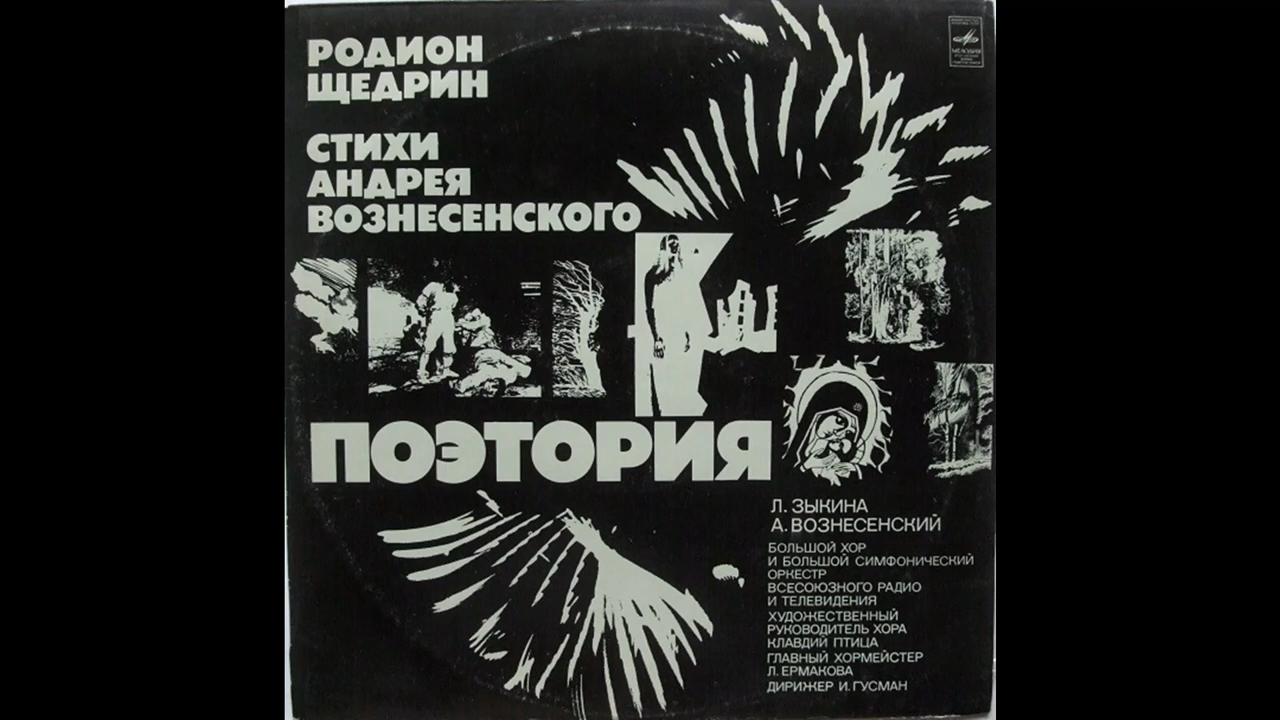 РОДИОН
ЩЕДРИН
СТИХИ
АНДРЕЯ
ВОЗНЕСЕНСКОГО
ПОЭТОРИЯ
Л. ЗЫКИНА
А. ВОЗНЕСЕНСКИЙ
БОЛЬШОЙ ХОР
И БОЛЬШОЙ СИМФОНИЧЕСКИЙ
ОРКЕСТР
ВСЕСОЮЗНОГО РАДИО
И ТЕЛЕВИДЕНИЯ
ХУДОЖЕСТВЕННЫЙ
РУКОВОДИТЕЛЬ ХОРА
КЛАВДИЙ ПТИЦА
ГЛАВНЫЙ ХОРМЕЙСТЕР
Л. ЕРМАКОВА
ДИРИЖЕР И. ГУСМАН
МЕЛОДИЯ